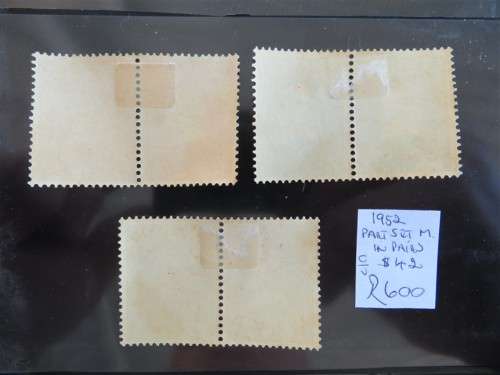 1952
PART SET M.
IN PAIRS
C/V $42
R600